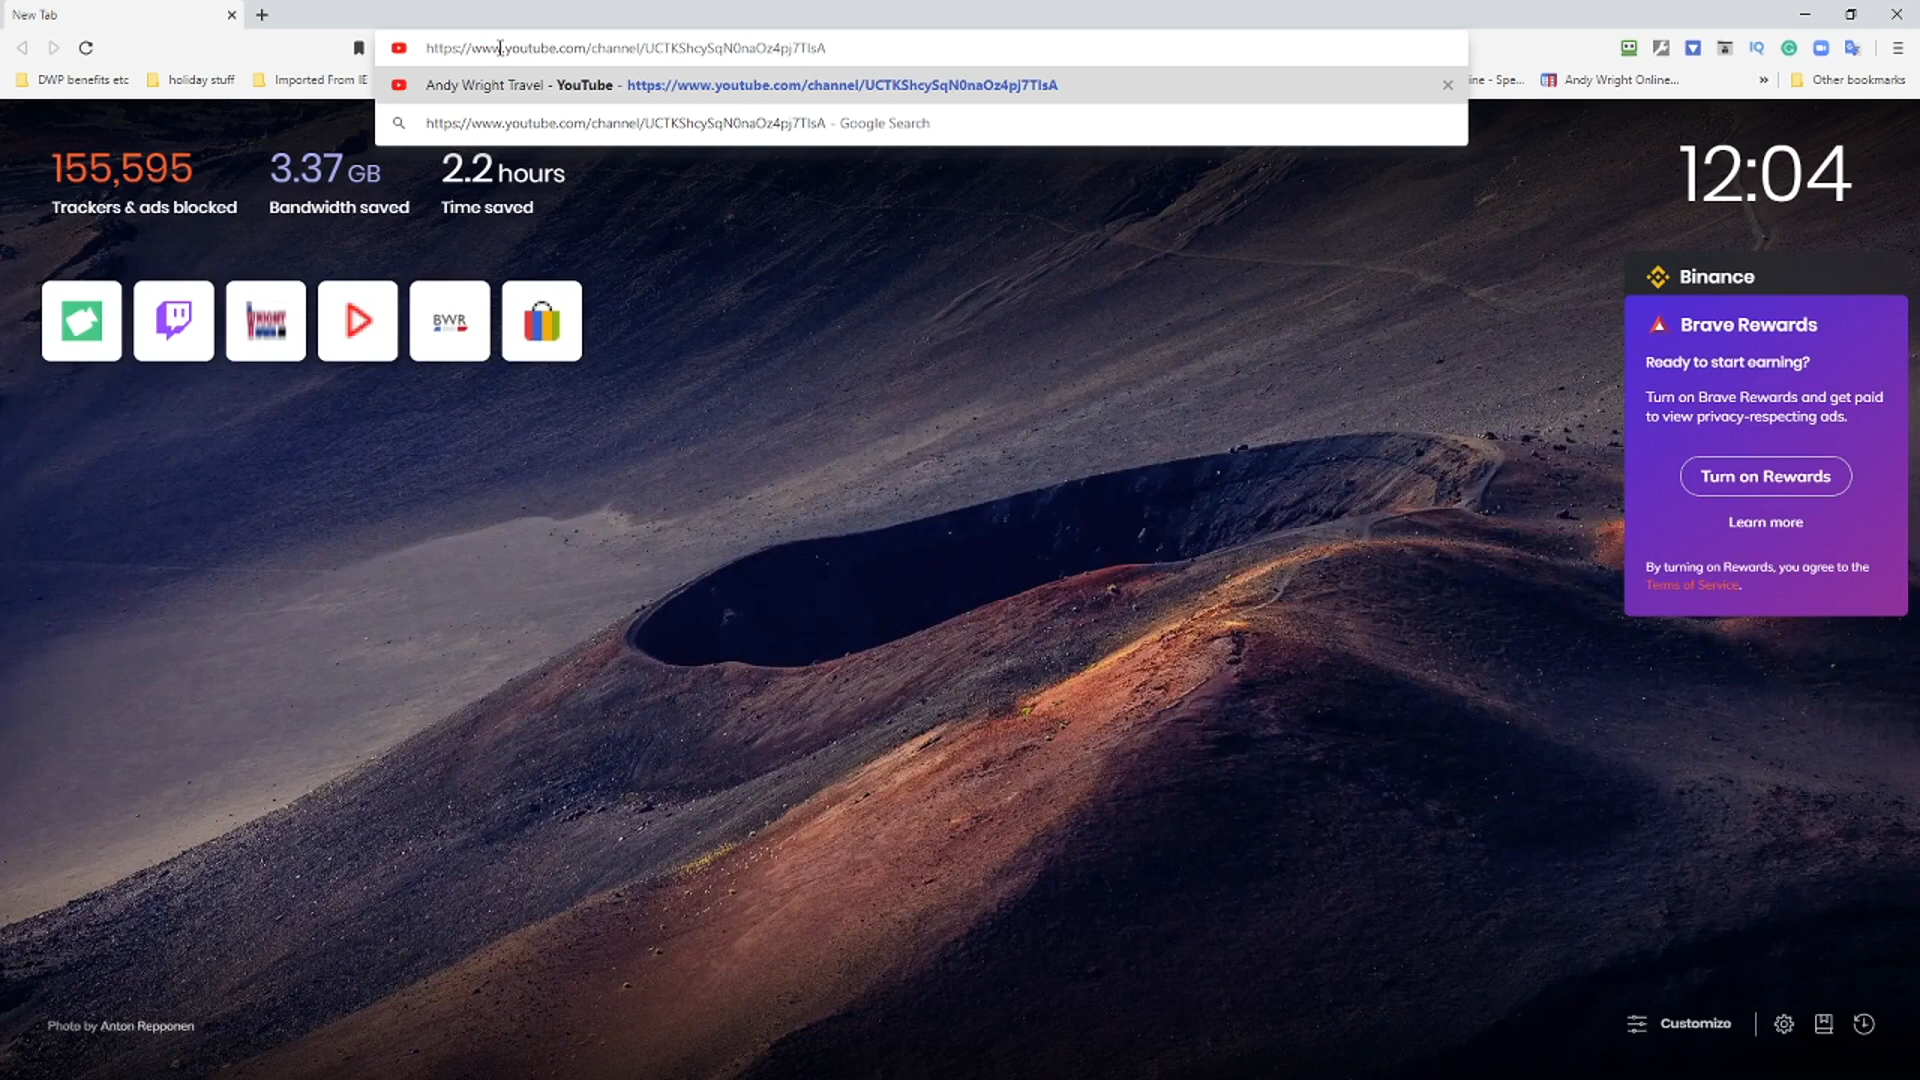 New Tab
https://www.youtube.com/channel/UCTKShcySqN0naOz4pj7TIsA
DWP benefits etc
holiday stuff
Imported From IE
Andy Wright Travel - YouTube - https://www.youtube.com/channel/UCTKShcySqN0naOz4pj7TIsA
ine - Spe...
Andy Wright Online...
»
Other bookmarks
IQ
https://www.youtube.com/channel/UCTKShcySqN0naOz4pj7TIsA - Google Search
155,595
Trackers & ads blocked
3.37 GB
Bandwidth saved
2.2 hours
Time saved
12:04
WRIGHT
BWR
Binance
Brave Rewards
Ready to start earning?
Turn on Brave Rewards and get paid
to view privacy-respecting ads.
Turn on Rewards
Learn more
By turning on Rewards, you agree to the
Terms of Service.
Photo by Anton Repponen
Customize